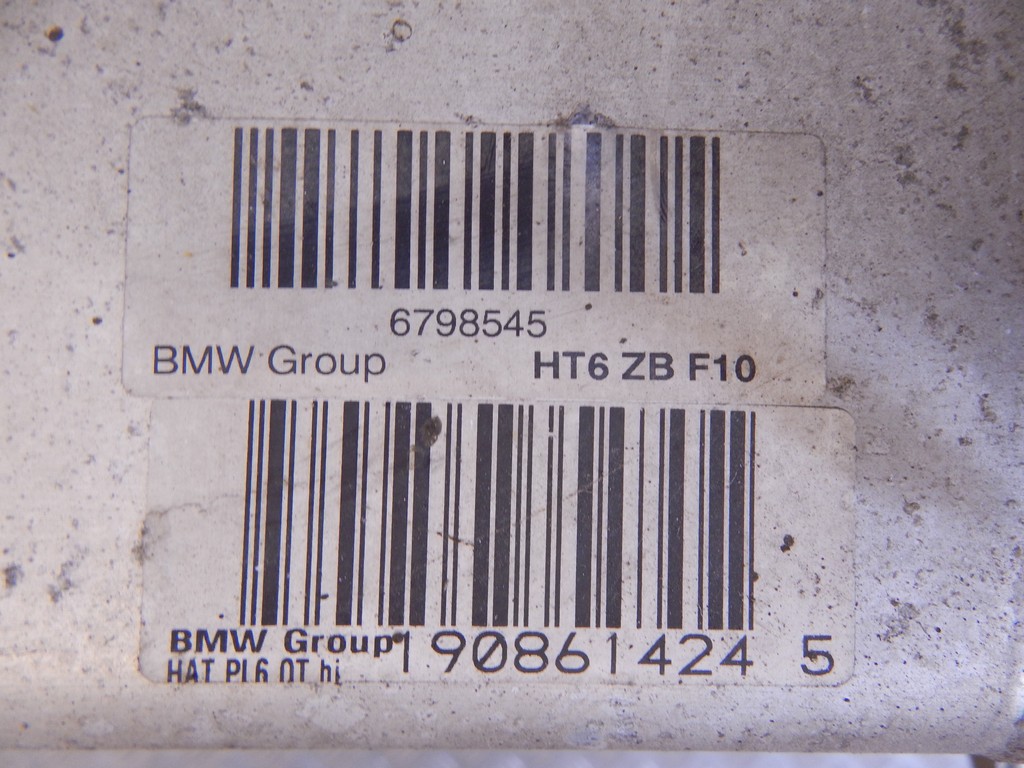 6798545
BMW Group HT6 ZB F10
BMW Group 190861424 5
HAT PL6 OT hi